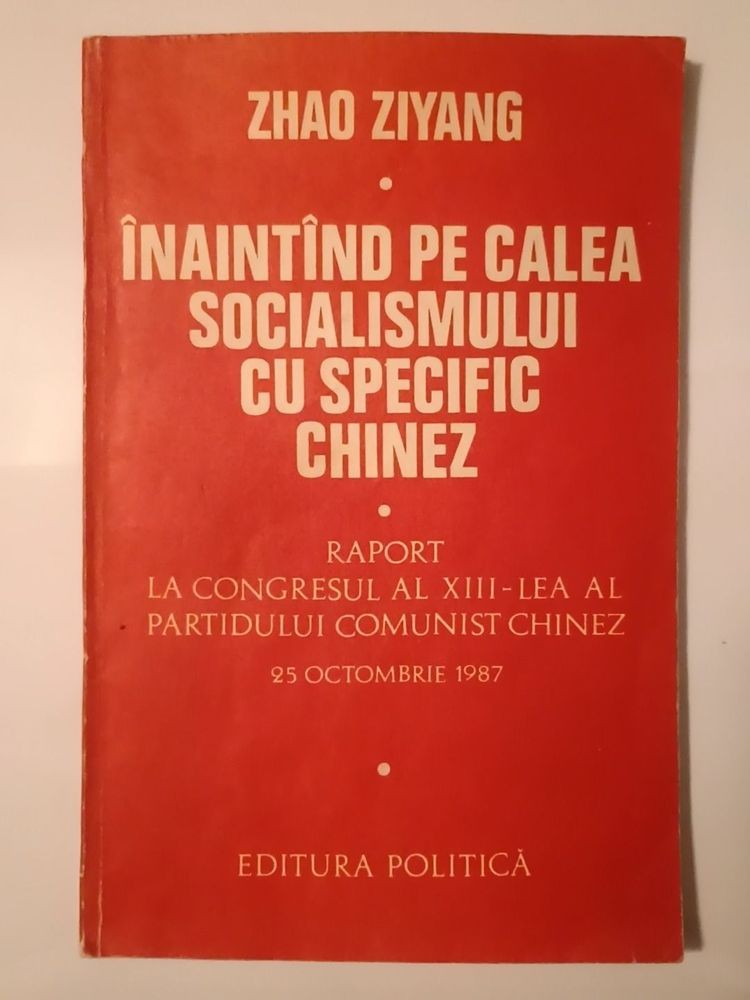 ZHAO ZIYANG
•
ÎNAINTÎND PE CALEA
SOCIALISMULUI
CU SPECIFIC
CHINEZ
•
RAPORT
LA CONGRESUL AL XIII-LEA AL
PARTIDULUI COMUNIST CHINEZ
25 OCTOMBRIE 1987
•
EDITURA POLITICĂ